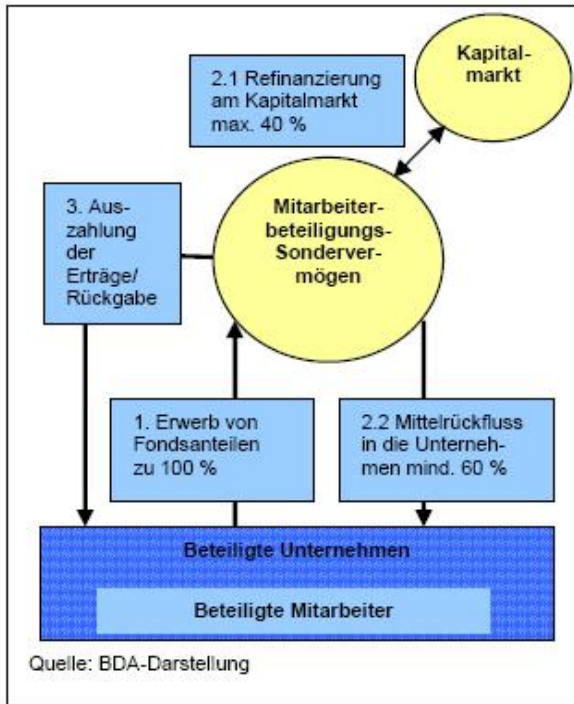 Kapital-
markt
2.1 Refinanzierung
am Kapitalmarkt
max. 40 %
Mitarbeiter-
beteiligungs-
Sonderver-
mögen
3. Aus-
zahlung
der
Erträge/
Rückgabe
1. Erwerb von
Fondsanteilen
zu 100 %
2.2 Mittelrückfluss
in die Unterneh-
men mind. 60 %
Beteiligte Unternehmen
Beteiligte Mitarbeiter
Quelle: BDA-Darstellung